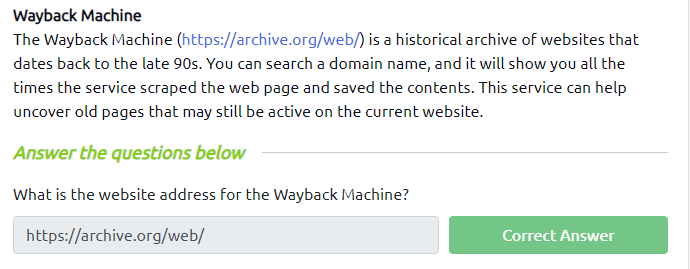 Wayback Machine
The Wayback Machine (https://archive.org/web/) is a historical archive of websites that
dates back to the late 90s. You can search a domain name, and it will show you all the
times the service scraped the web page and saved the contents. This service can help
uncover old pages that may still be active on the current website.
Answer the questions below
What is the website address for the Wayback Machine?
https://archive.org/web/
Correct Answer